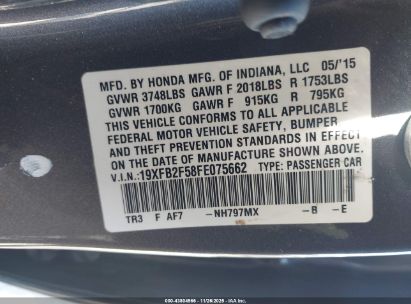 MFD. BY HONDA MFG. OF INDIANA, LLC 05/'15
GVWR 3748LBS GAWR F 2018LBS R 1753LBS
GVWR 1700KG GAWR F 915KG R 795KG
THIS VEHICLE CONFORMS TO ALL APPLICABLE
FEDERAL MOTOR VEHICLE SAFETY, BUMPER
AND THEFT PREVENTION STANDARDS IN EFFECT
ON THE DATE OF MANUFACTURE SHOWN ABOVE.
V.I.N.:19XFB2F58FE075662 TYPE: PASSENGER CAR
TR3 F AF7 -NH797MX -B -E